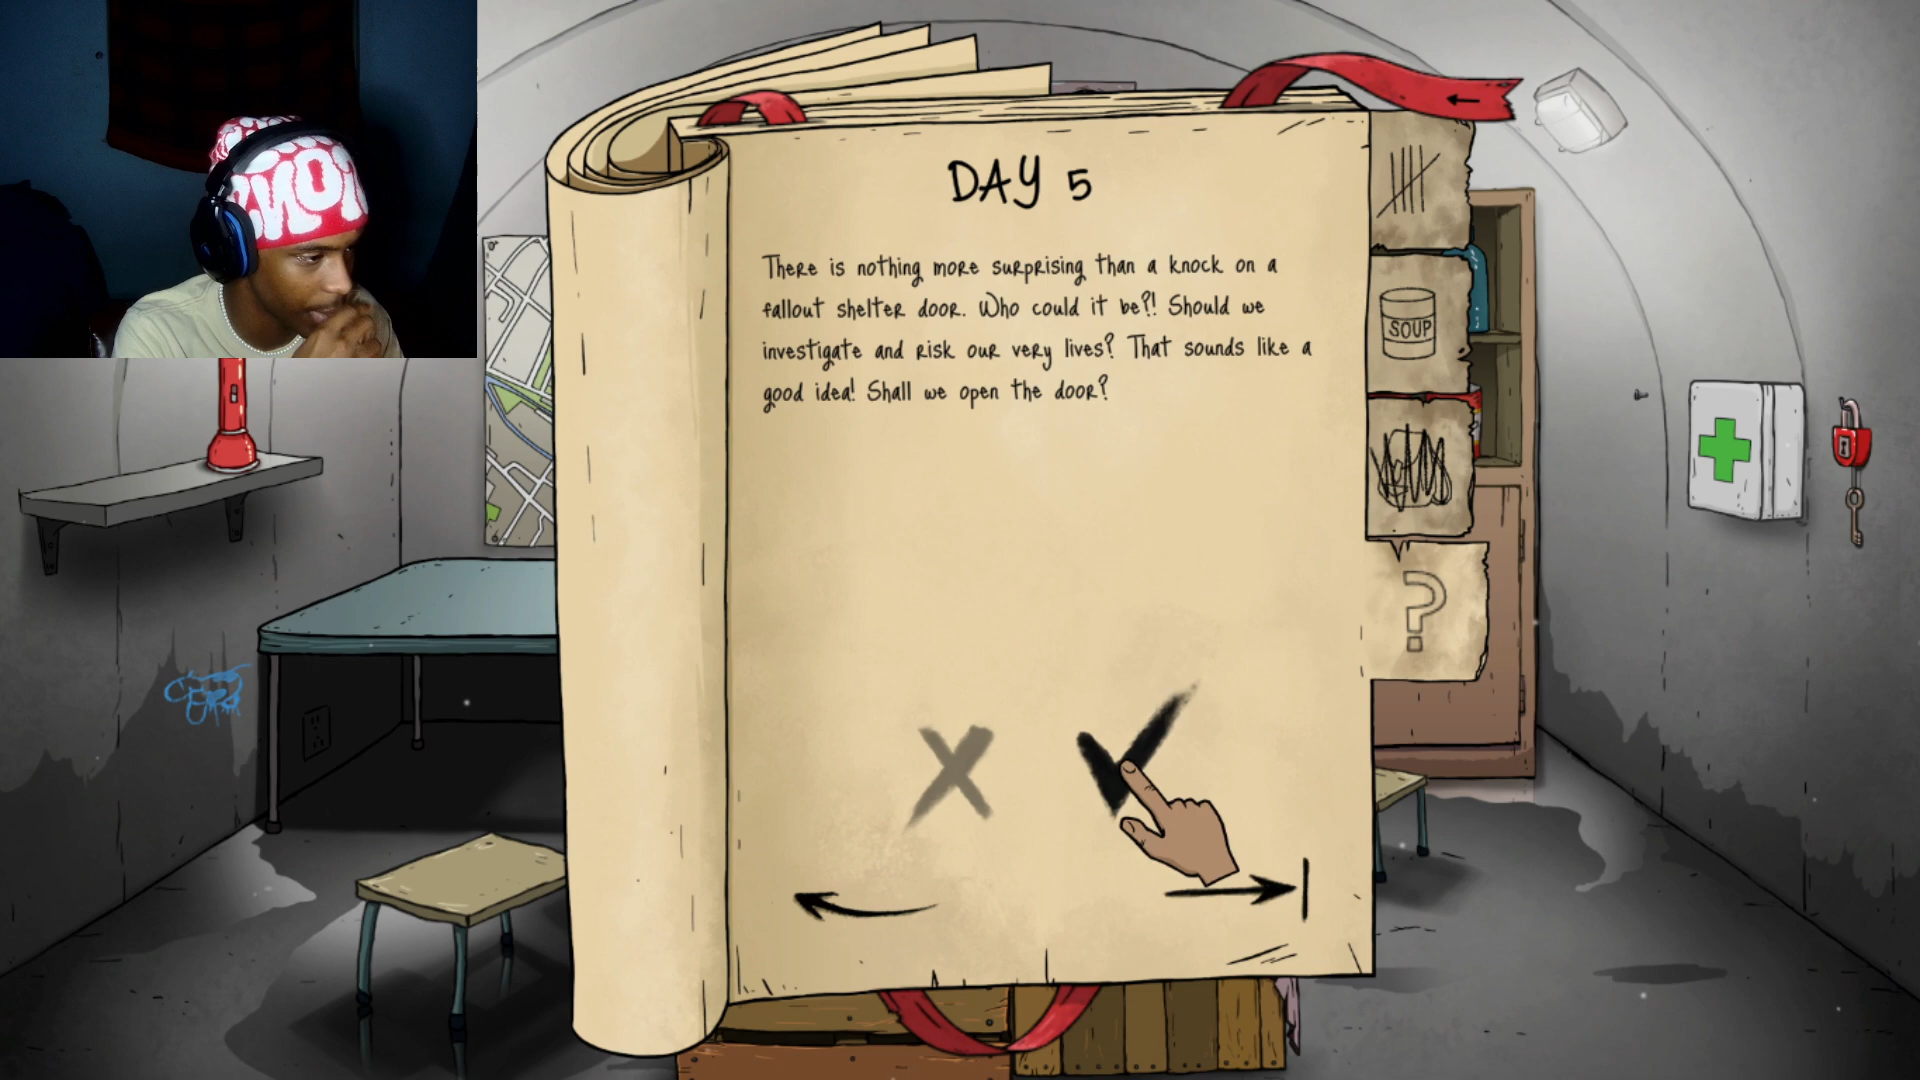 DAY 5
There is nothing more surprising than a knock on a
fallout shelter door. Who could it be?! Should we
investigate and risk our very lives? That sounds like a
good idea! Shall we open the door?
SOUP
?